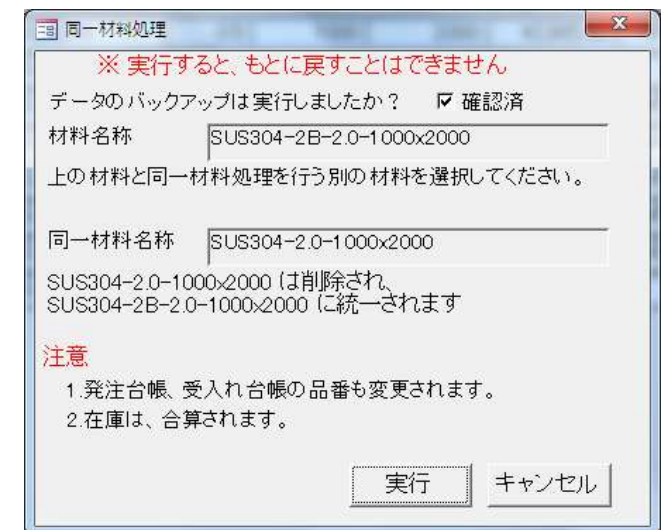 同一材料処理
※ 実行すると、もとに戻すことはできません
データのバックアップは実行しましたか？ 確認済
材料名称 SUS304-2B-2.0-1000x2000
上の材料と同一材料処理を行う別の材料を選択してください。
同一材料名称 SUS304-2.0-1000x2000
SUS304-2.0-1000x2000 は削除され、
SUS304-2B-2.0-1000x2000 に統一されます
注意
1.発注台帳、受入れ台帳の品番も変更されます。
2.在庫は、合算されます。
実行 キャンセル